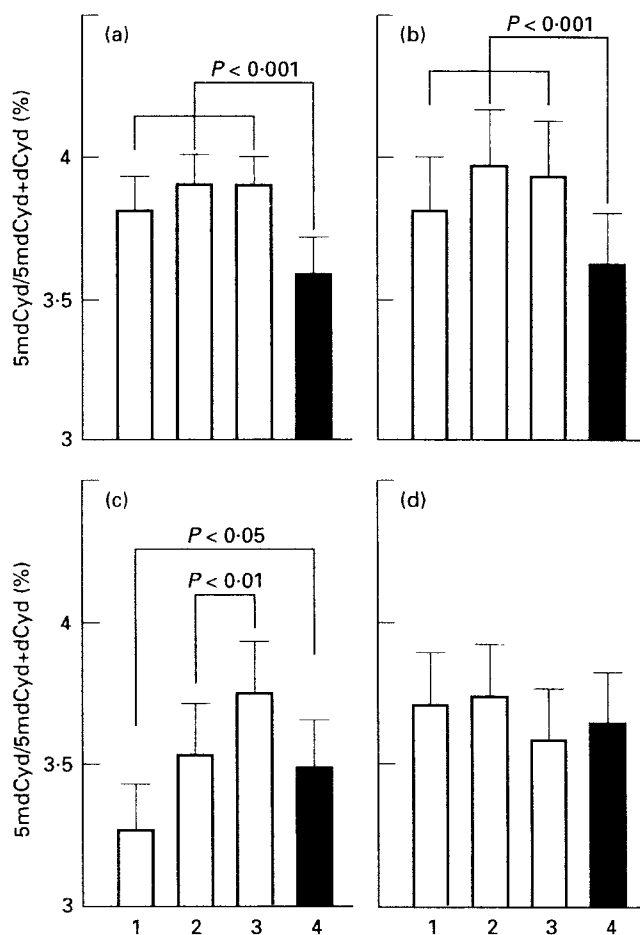 (a)
P < 0·001
(b)
P < 0·001
4
3·5
3
5mdCyd/5mdCyd+dCyd (%)
(c)
P < 0·05
P < 0·01
(d)
4
3·5
3
5mdCyd/5mdCyd+dCyd (%)
1 2 3 4 1 2 3 4